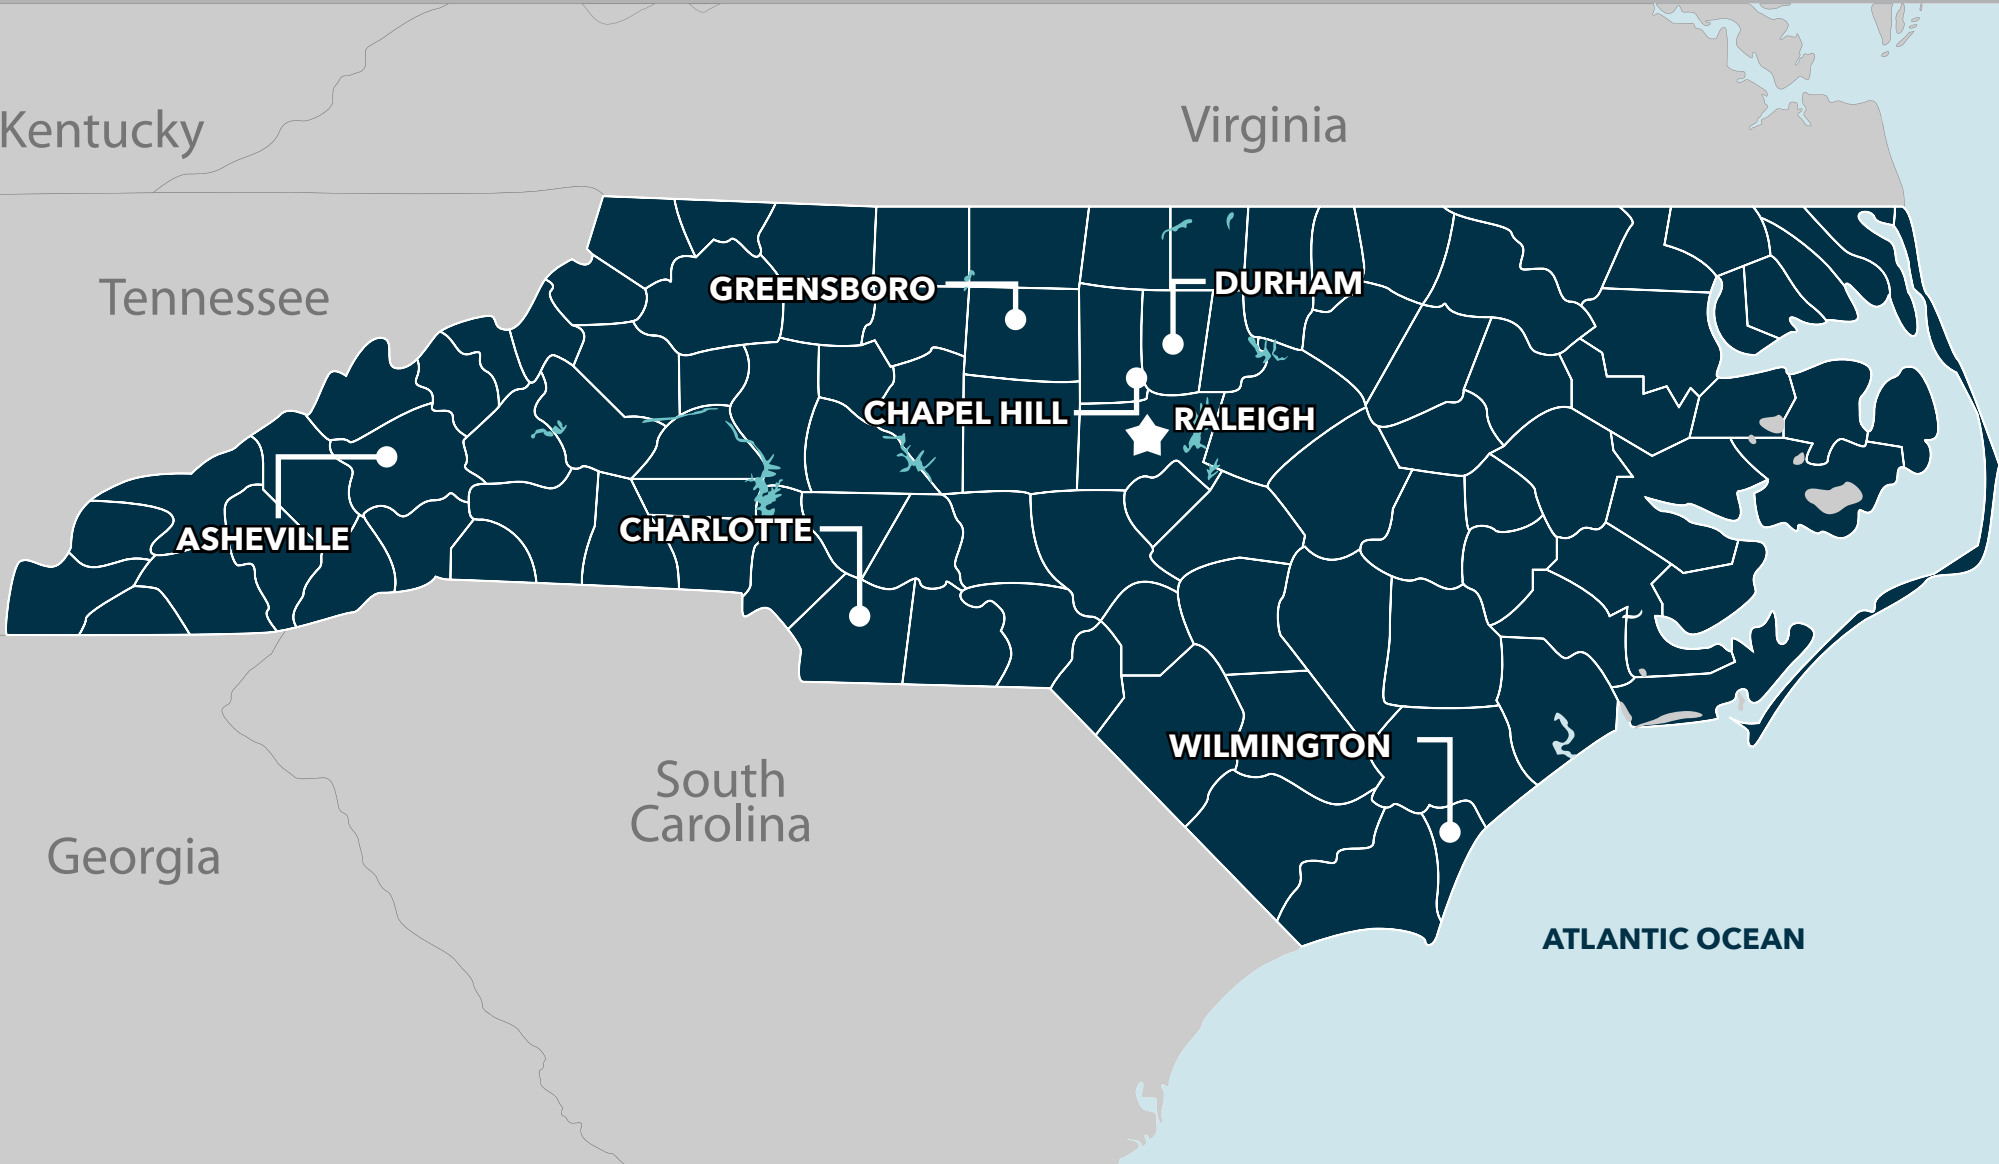 Kentucky
Virginia
Tennessee
GREENSBORO
DURHAM
CHAPEL HILL
RALEIGH
ASHEVILLE
CHARLOTTE
WILMINGTON
South
Carolina
Georgia
ATLANTIC OCEAN